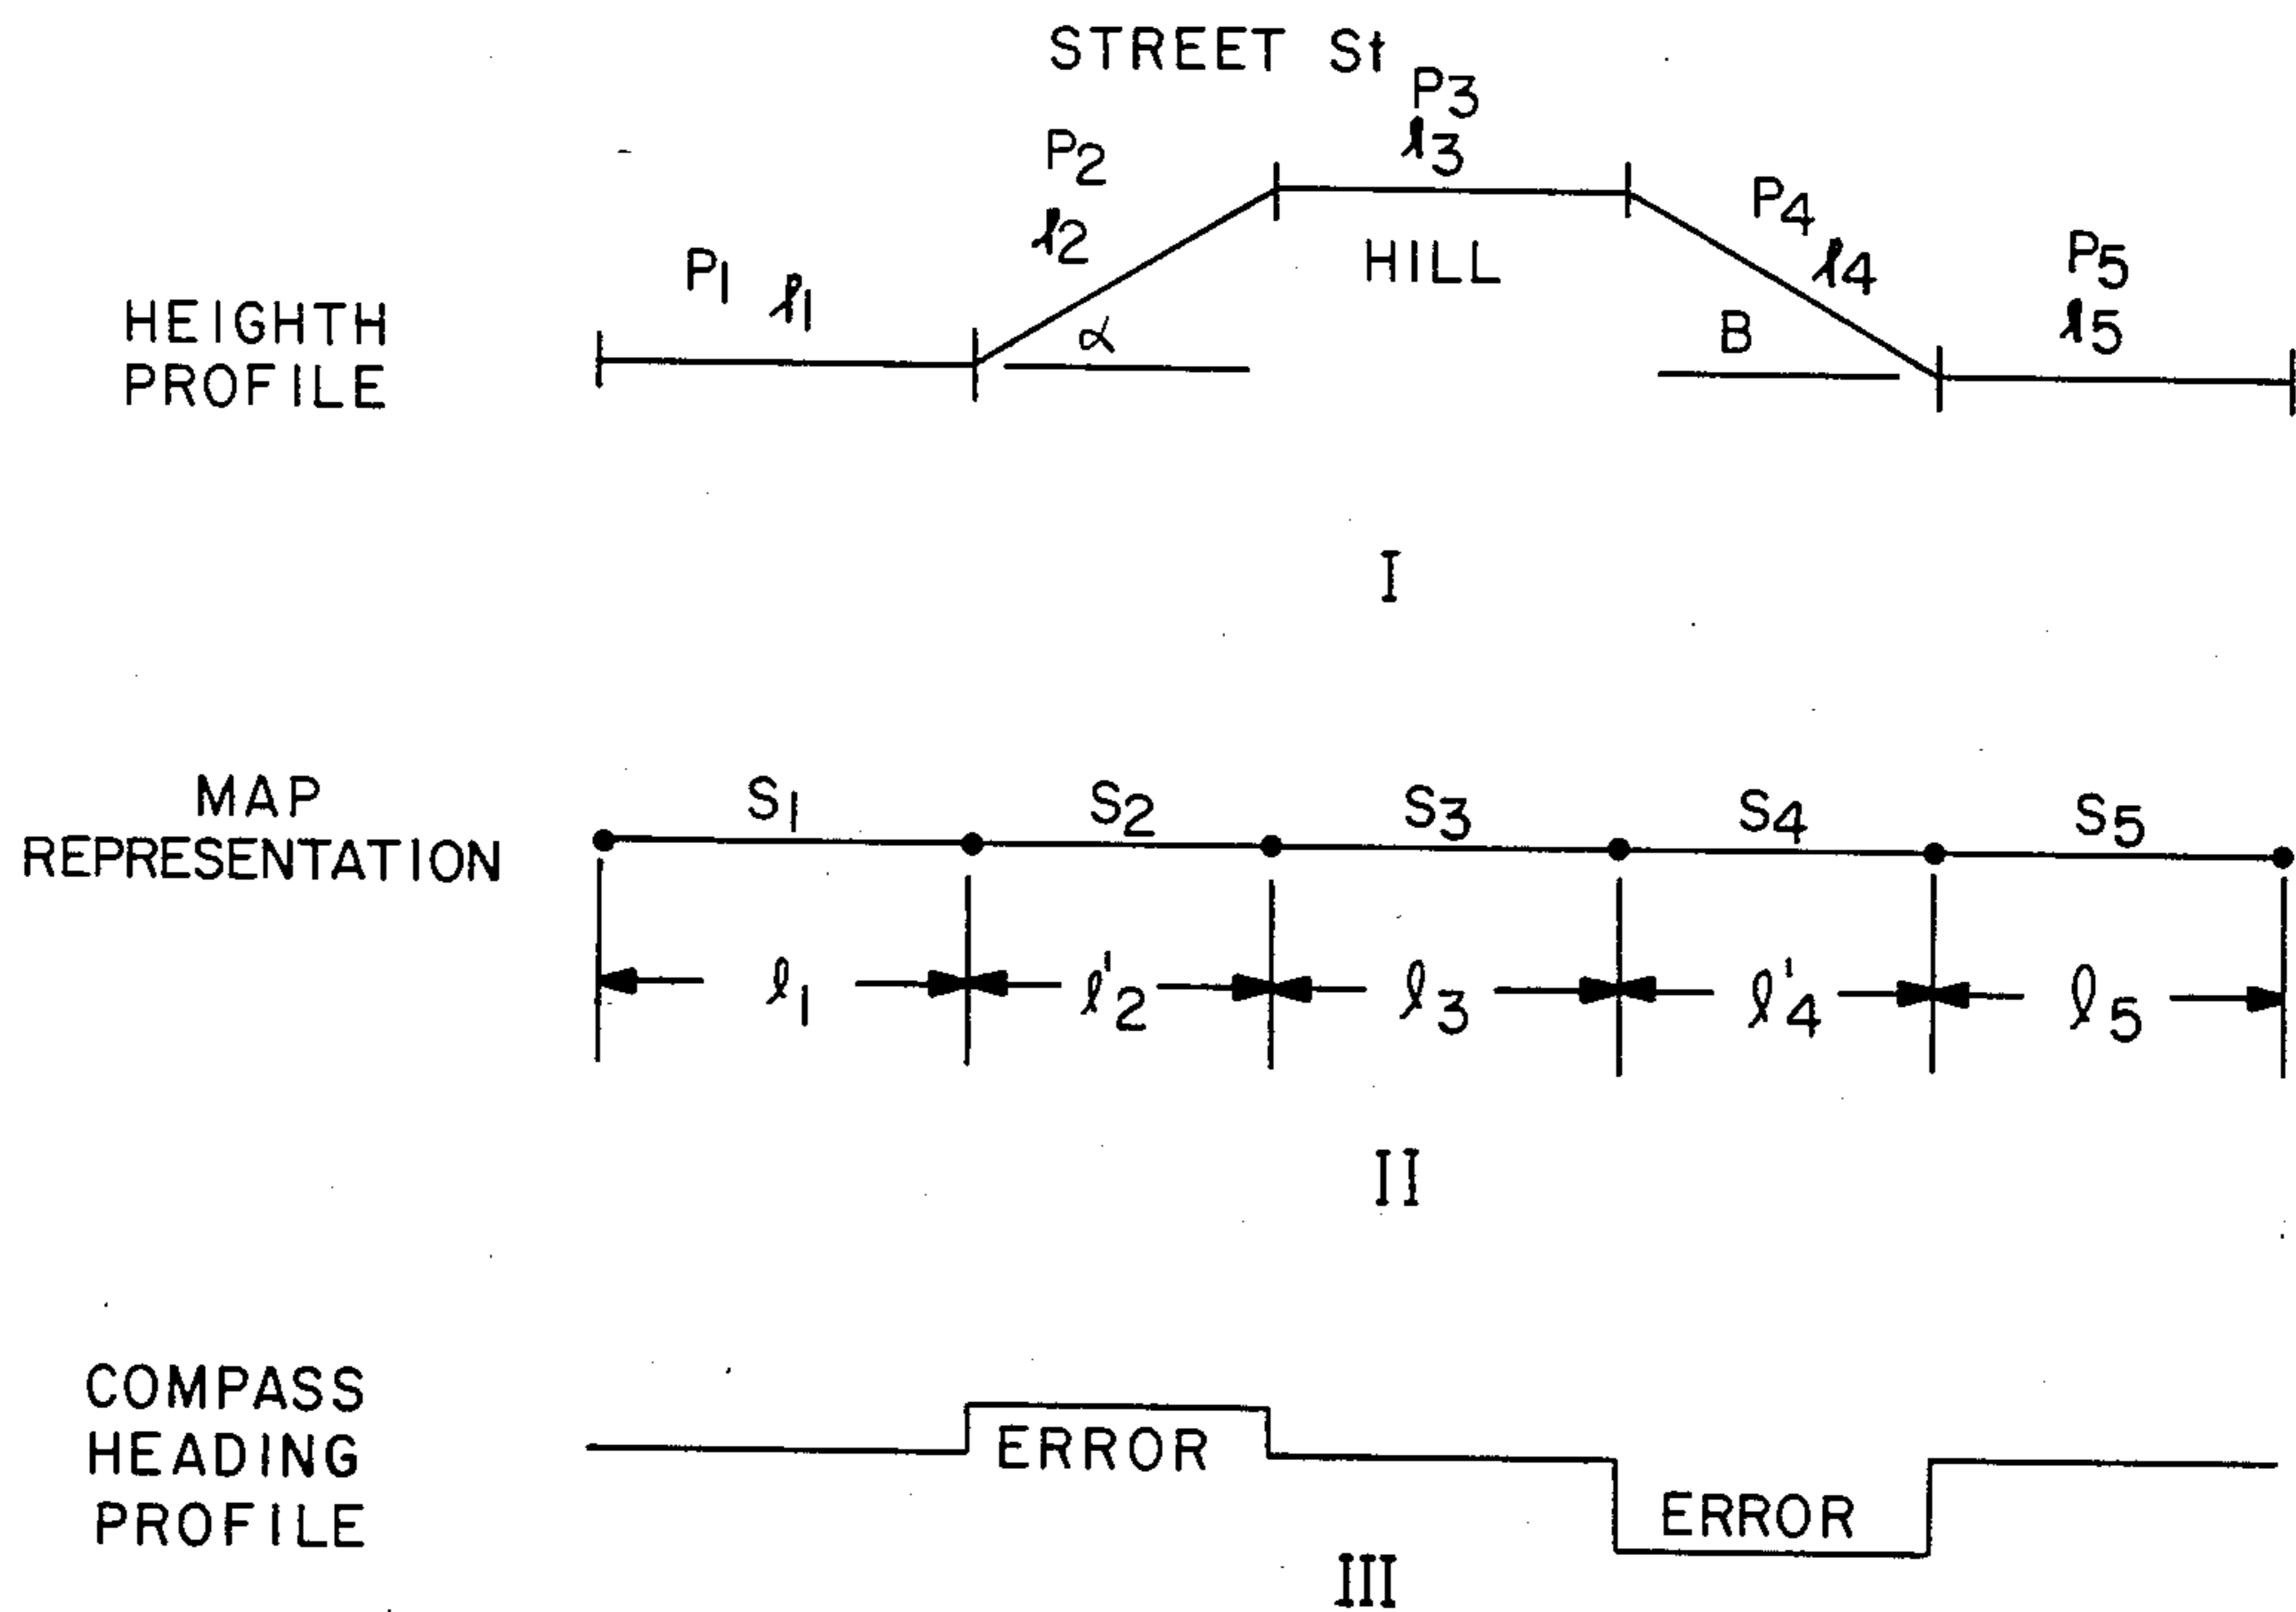 STREET St
P3
l3
P2
l2
P4
l4
P1 l1
P5
l5
HILL
HEIGHTH
PROFILE
α
B
I
MAP
REPRESENTATION
S1 S2 S3 S4 S5
l1 l'2 l3 l'4 l5
II
COMPASS
HEADING
PROFILE
ERROR
ERROR
III